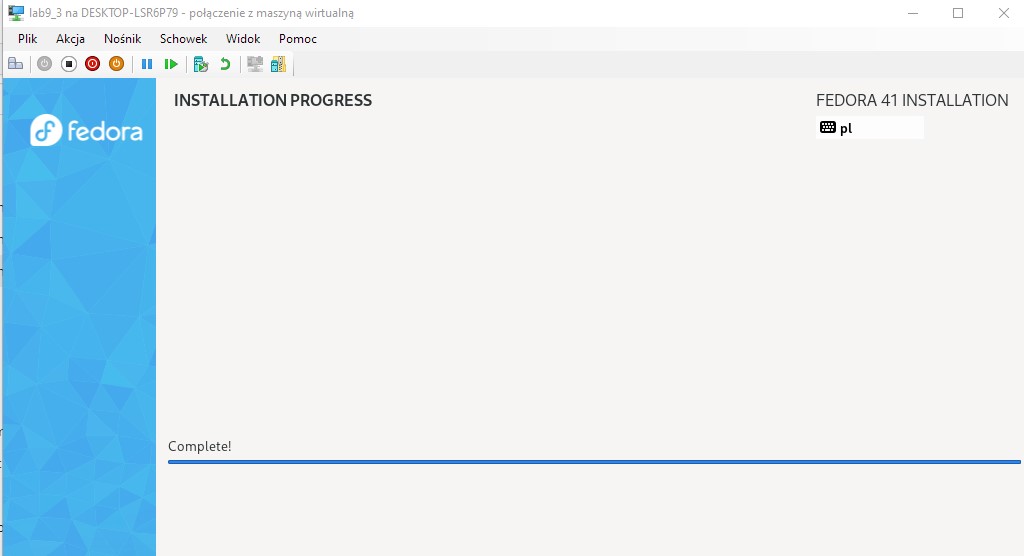 lab9_3 na DESKTOP-LSR6P79 - połączenie z maszyną wirtualną
Plik Akcja Nośnik Schowek Widok Pomoc
fedora
INSTALLATION PROGRESS
FEDORA 41 INSTALLATION
pl
Complete!